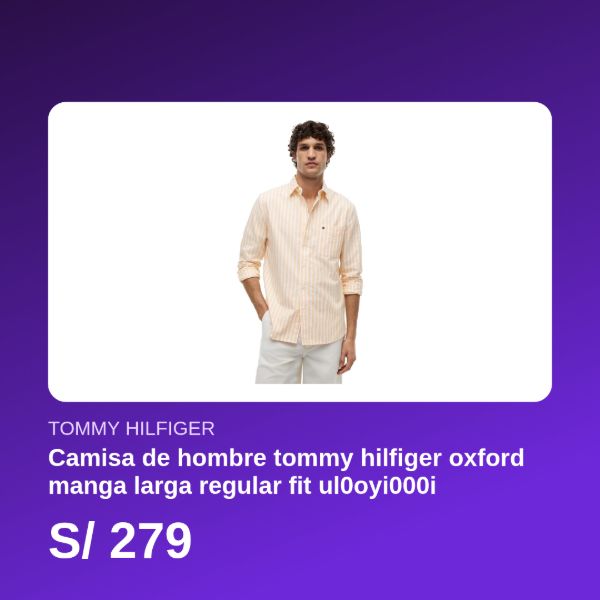 TOMMY HILFIGER
Camisa de hombre tommy hilfiger oxford
manga larga regular fit ul0oyi000i
S/ 279